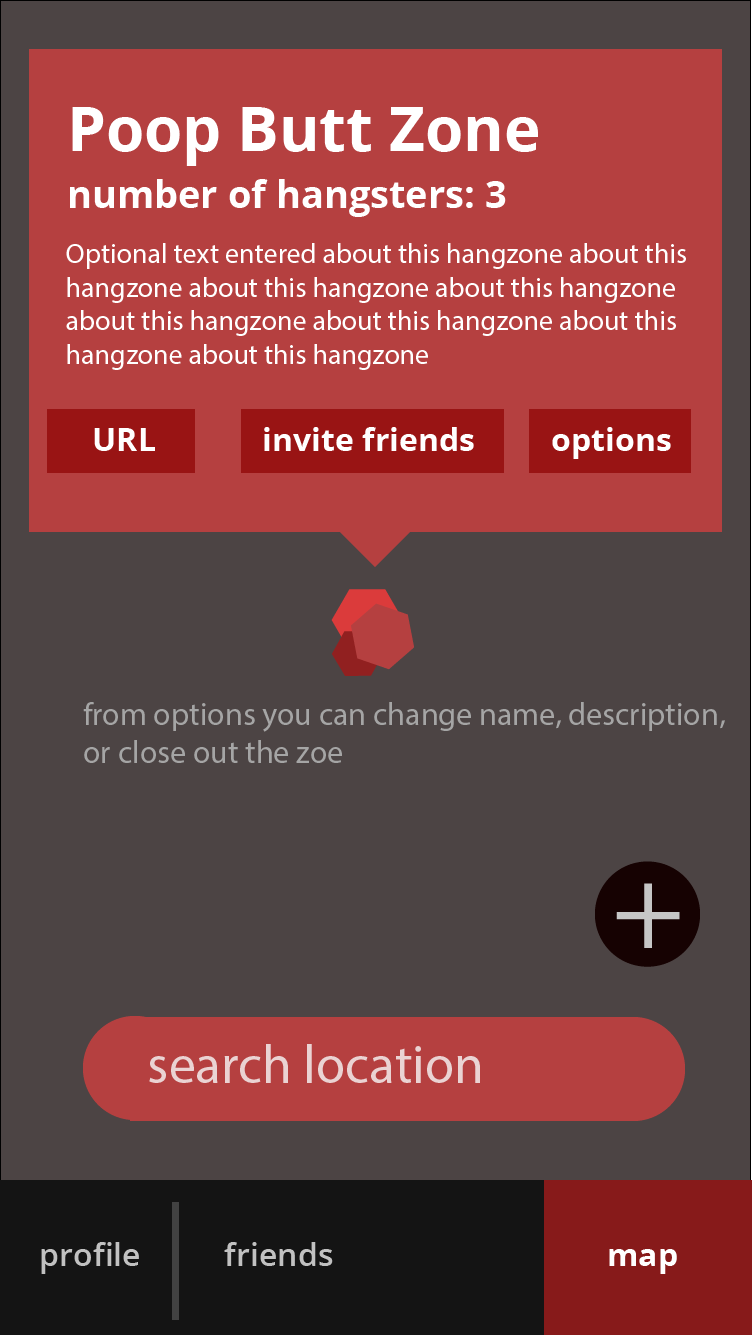 Poop Butt Zone
number of hangsters: 3
Optional text entered about this hangzone about this
hangzone about this hangzone about this hangzone
about this hangzone about this hangzone about this
hangzone about this hangzone
URL
invite friends
options
from options you can change name, description,
or close out the zoe
search location
profile
friends
map